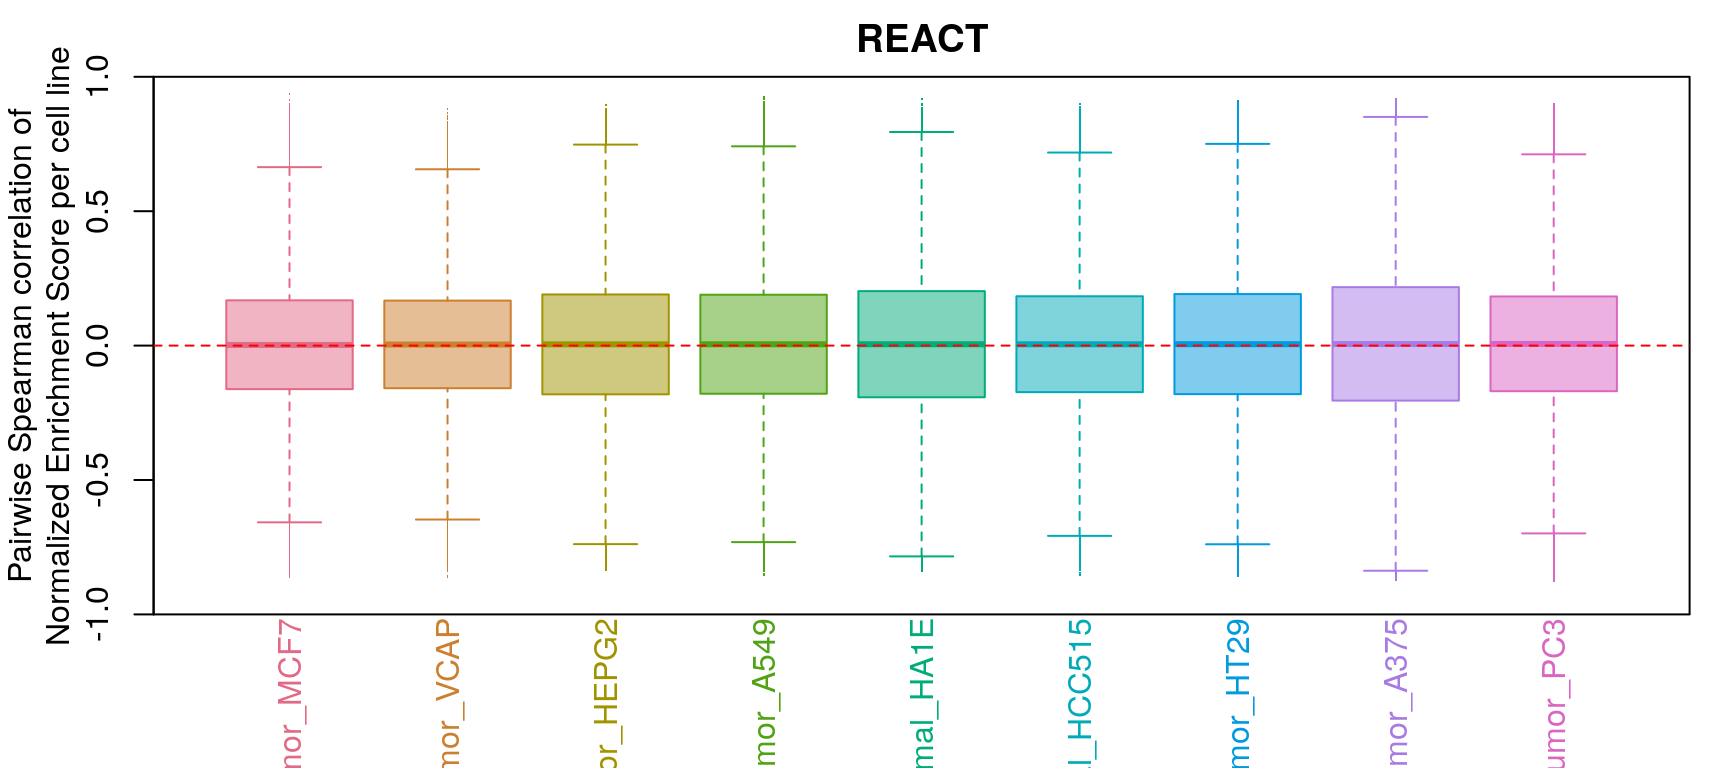 REACT
Pairwise Spearman correlation of
Normalized Enrichment Score per cell line
1.0
0.5
0.0
-0.5
-1.0
mor_MCF7
mor_VCAP
or_HEPG2
mor_A549
mal_HA1E
l_HCC515
mor_HT29
mor_A375
umor_PC3